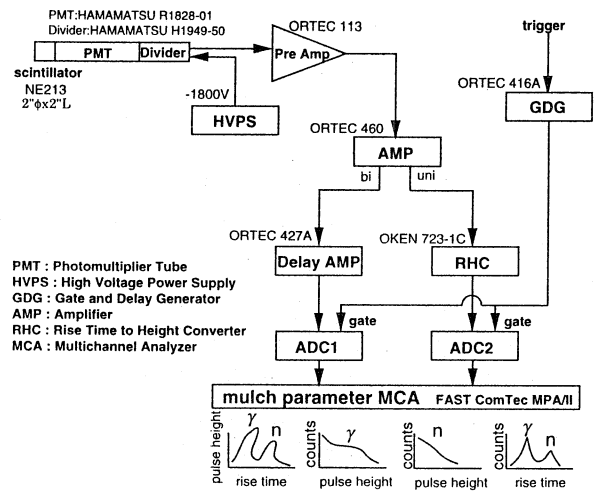 PMT:HAMAMATSU R1828-01
Divider:HAMAMATSU H1949-50
ORTEC 113
trigger
PMT
Divider
Pre Amp
scintillator
NE213
2"φx2"L
-1800V
HVPS
ORTEC 416A
GDG
ORTEC 460
AMP
bi
uni
ORTEC 427A
OKEN 723-1C
Delay AMP
RHC
PMT : Photomultiplier Tube
HVPS : High Voltage Power Supply
GDG : Gate and Delay Generator
AMP : Amplifier
RHC : Rise Time to Height Converter
MCA : Multichannel Analyzer
gate
gate
ADC1
ADC2
mulch parameter MCA FAST ComTec MPA/II
pulse height
γ
n
rise time
counts
γ
pulse height
counts
n
pulse height
counts
γ
n
rise time